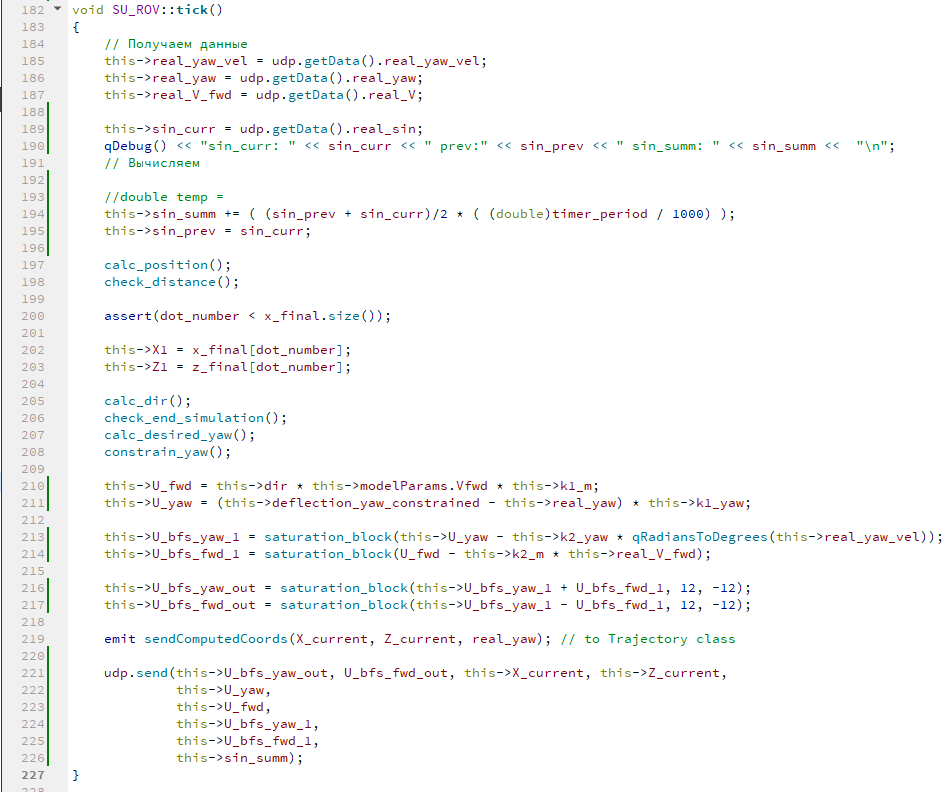 182 void SU_ROV::tick()
183 {
184 // Получаем данные
185 this->real_yaw_vel = udp.getData().real_yaw_vel;
186 this->real_yaw = udp.getData().real_yaw;
187 this->real_V_fwd = udp.getData().real_V;
188
189 this->sin_curr = udp.getData().real_sin;
190 qDebug() << "sin_curr: " << sin_curr << " prev:" << sin_prev << " sin_summ: " << sin_summ << "\n";
191 // Вычисляем
192
193 //double temp =
194 this->sin_summ += ( (sin_prev + sin_curr)/2 * ( (double)timer_period / 1000) );
195 this->sin_prev = sin_curr;
196
197 calc_position();
198 check_distance();
199
200 assert(dot_number < x_final.size());
201
202 this->X1 = x_final[dot_number];
203 this->Z1 = z_final[dot_number];
204
205 calc_dir();
206 check_end_simulation();
207 calc_desired_yaw();
208 constrain_yaw();
209
210 this->U_fwd = this->dir * this->modelParams.Vfwd * this->k1_m;
211 this->U_yaw = (this->deflection_yaw_constrained - this->real_yaw) * this->k1_yaw;
212
213 this->U_bfs_yaw_1 = saturation_block(this->U_yaw - this->k2_yaw * qRadiansToDegrees(this->real_yaw_vel));
214 this->U_bfs_fwd_1 = saturation_block(U_fwd - this->k2_m * this->real_V_fwd);
215
216 this->U_bfs_yaw_out = saturation_block(this->U_bfs_yaw_1 + U_bfs_fwd_1, 12, -12);
217 this->U_bfs_fwd_out = saturation_block(this->U_bfs_yaw_1 - U_bfs_fwd_1, 12, -12);
218
219 emit sendComputedCoords(X_current, Z_current, real_yaw); // to Trajectory class
220
221 udp.send(this->U_bfs_yaw_out, U_bfs_fwd_out, this->X_current, this->Z_current,
222 this->U_yaw,
223 this->U_fwd,
224 this->U_bfs_yaw_1,
225 this->U_bfs_fwd_1,
226 this->sin_summ);
227 }
228